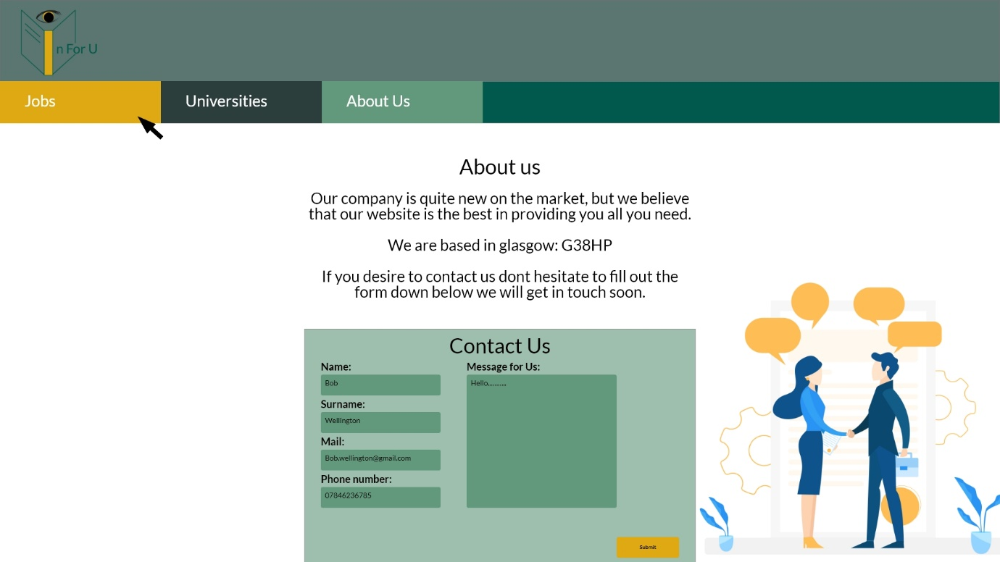 n For U
Jobs
Universities
About Us
About us
Our company is quite new on the market, but we believe
that our website is the best in providing you all you need.
We are based in glasgow: G38HP
If you desire to contact us dont hesitate to fill out the
form down below we will get in touch soon.
Contact Us
Name:
Bob
Surname:
Wellington
Mail:
Bob.wellington@gmail.com
Phone number:
07846236785
Message for Us:
Hello..........
Submit